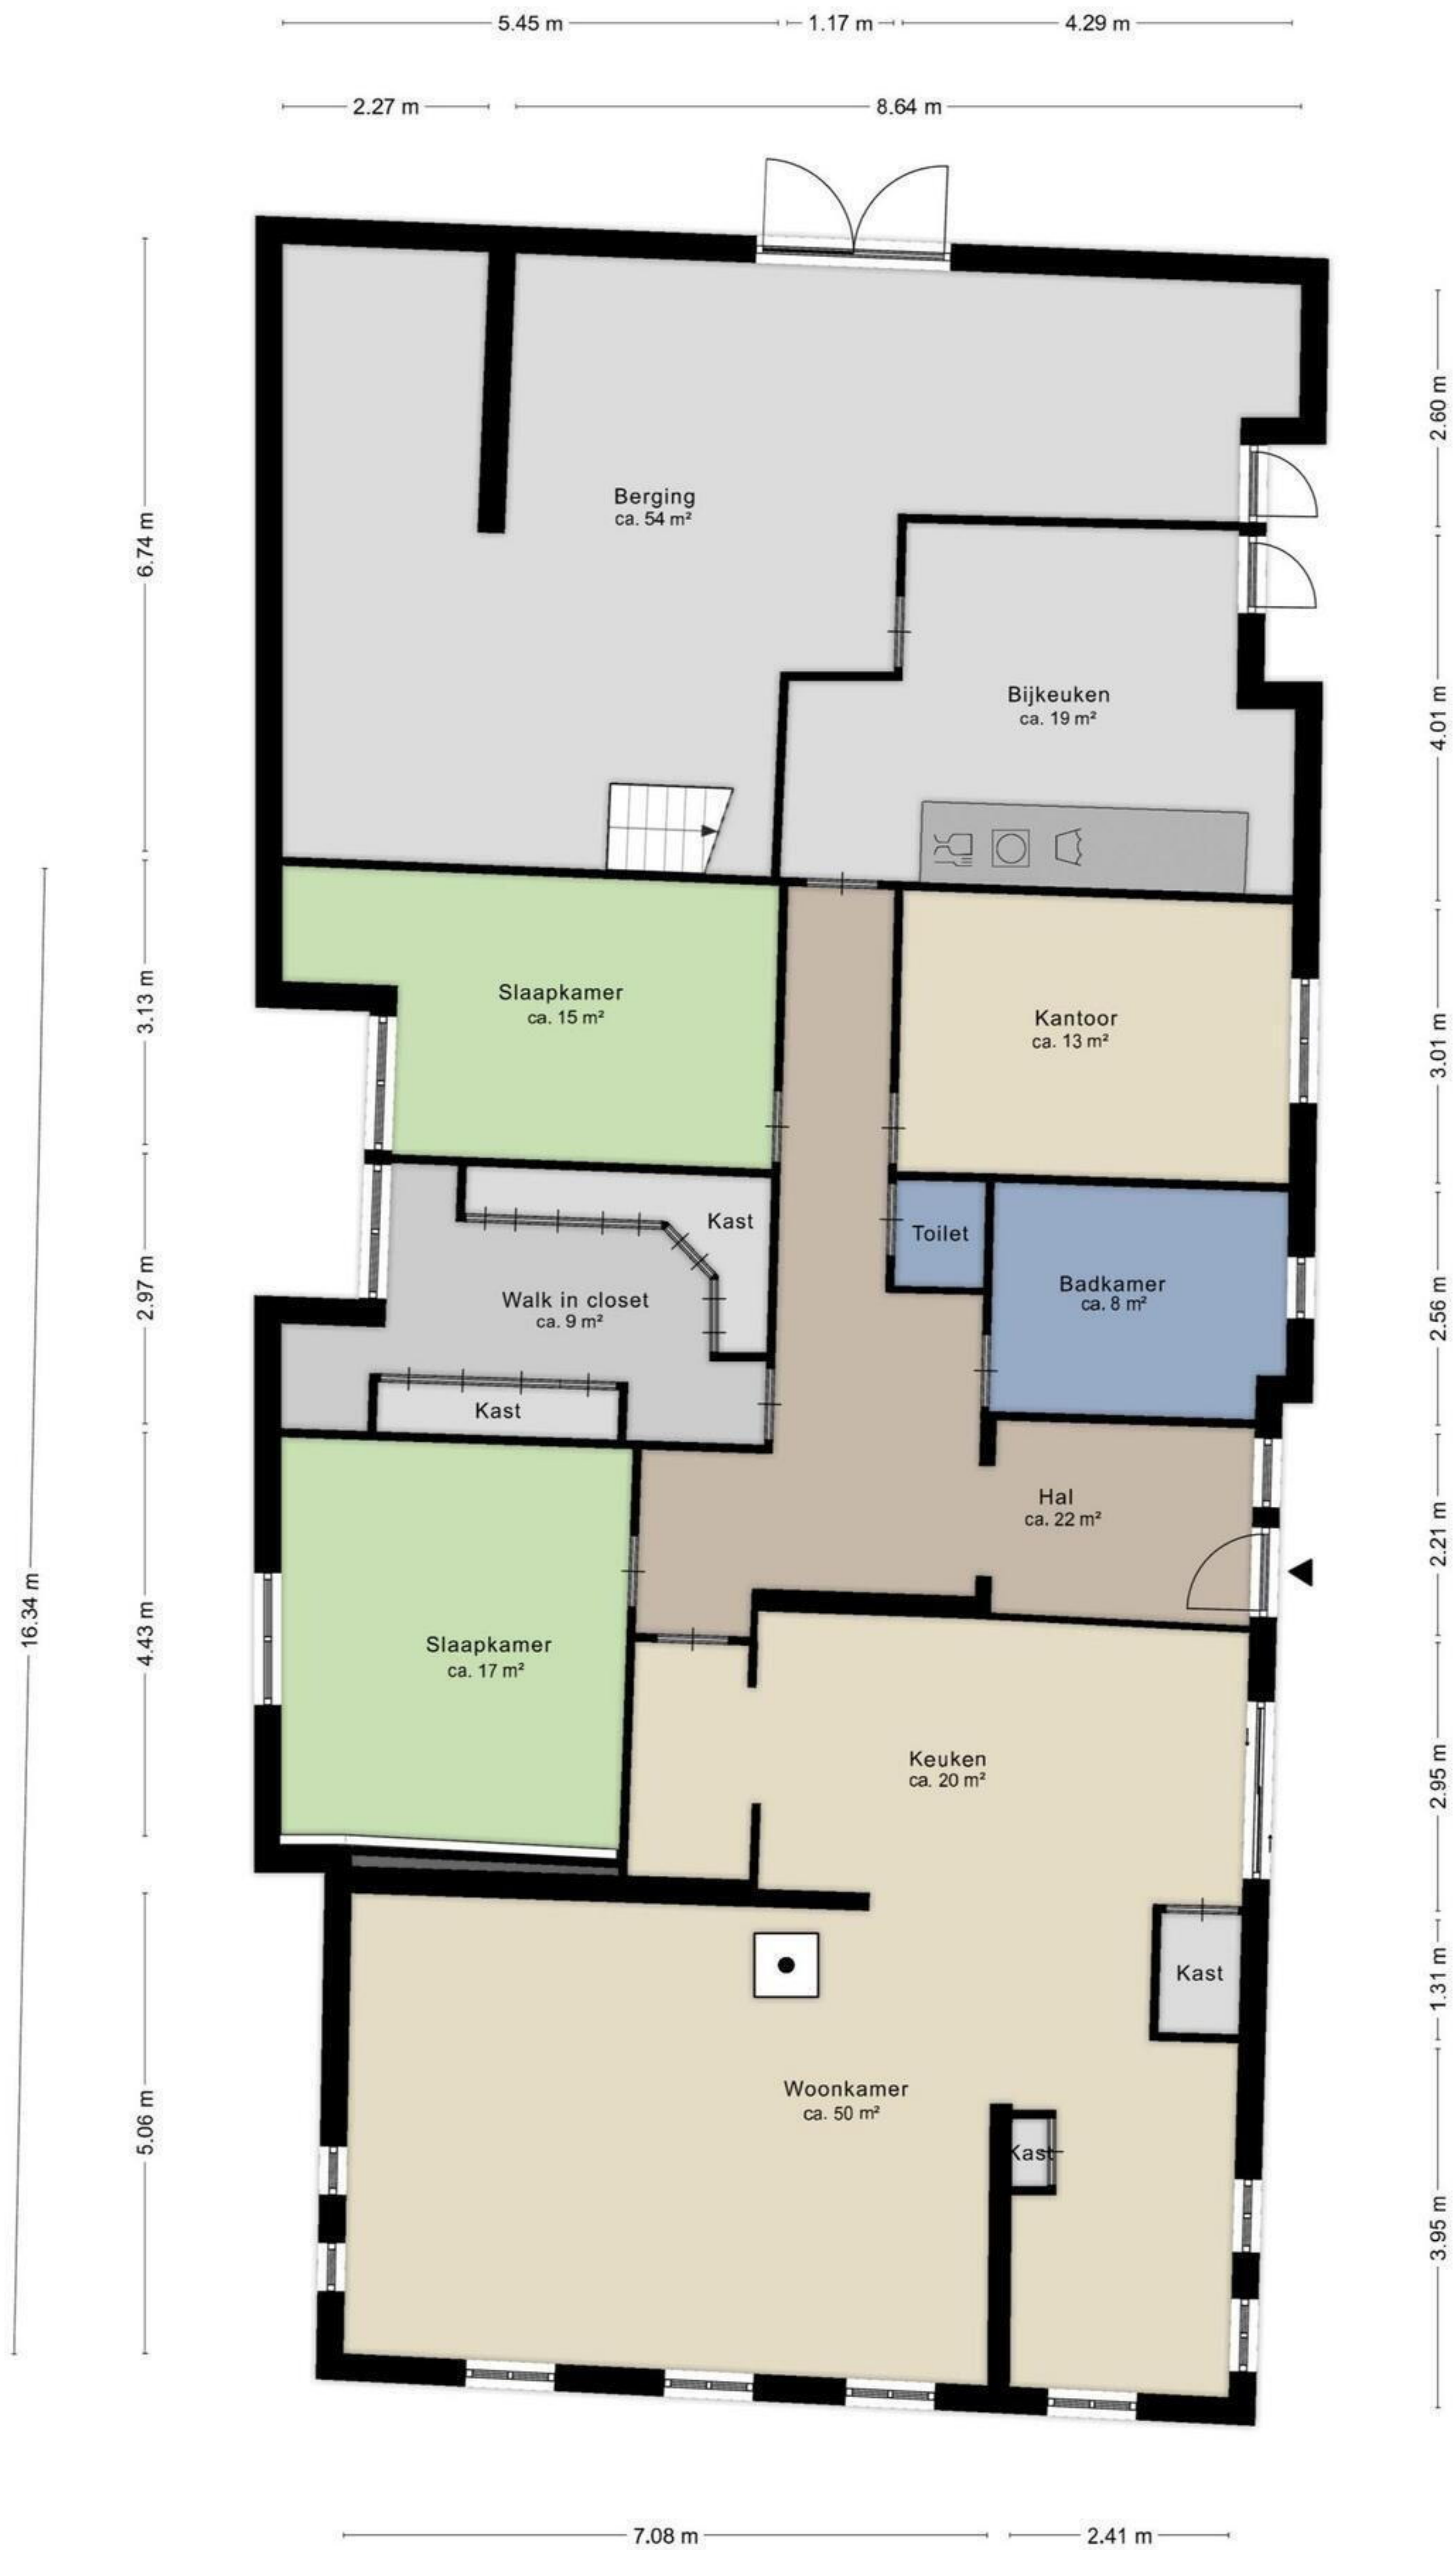 5.45 m
1.17 m
4.29 m
2.27 m
8.64 m
2.60 m
Berging
ca. 54 m²
6.74 m
Bijkeuken
ca. 19 m²
4.01 m
Slaapkamer
ca. 15 m²
3.13 m
Kantoor
ca. 13 m²
3.01 m
Kast
Toilet
Walk in closet
ca. 9 m²
2.97 m
Badkamer
ca. 8 m²
2.56 m
Kast
Hal
ca. 22 m²
2.21 m
16.34 m
Slaapkamer
ca. 17 m²
4.43 m
Keuken
ca. 20 m²
2.95 m
Kast
1.31 m
Woonkamer
ca. 50 m²
5.06 m
Kast
3.95 m
7.08 m
2.41 m